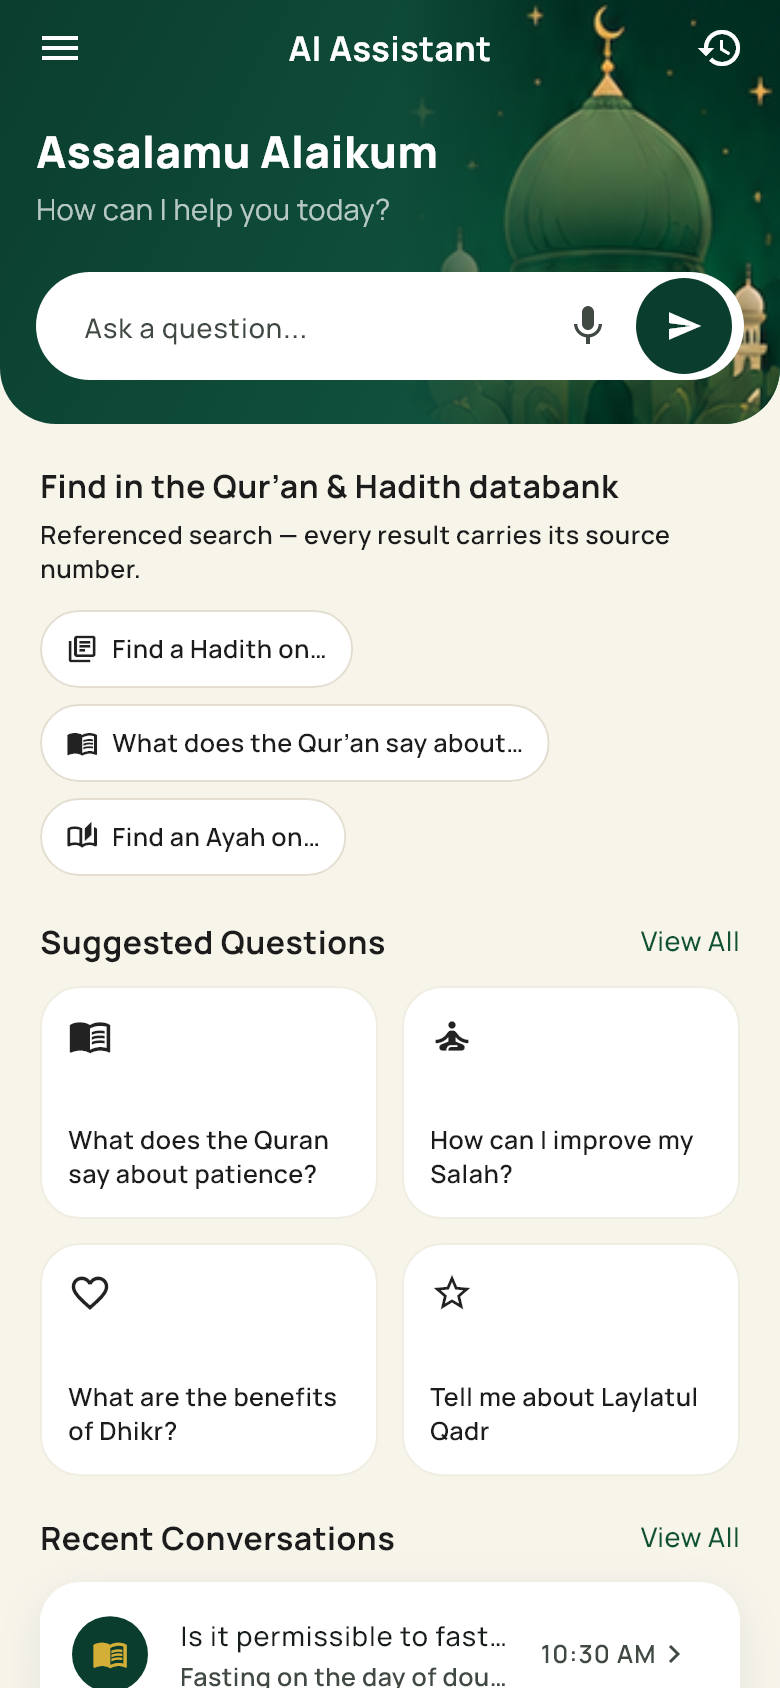 AI Assistant
Assalamu Alaikum
How can I help you today?
Ask a question...
Find in the Qur’an & Hadith databank
Referenced search — every result carries its source
number.
Find a Hadith on…
What does the Qur’an say about…
Find an Ayah on…
Suggested Questions
View All
What does the Quran
say about patience?
How can I improve my
Salah?
What are the benefits
of Dhikr?
Tell me about Laylatul
Qadr
Recent Conversations
View All
Is it permissible to fast…
10:30 AM
Fasting on the day of dou…